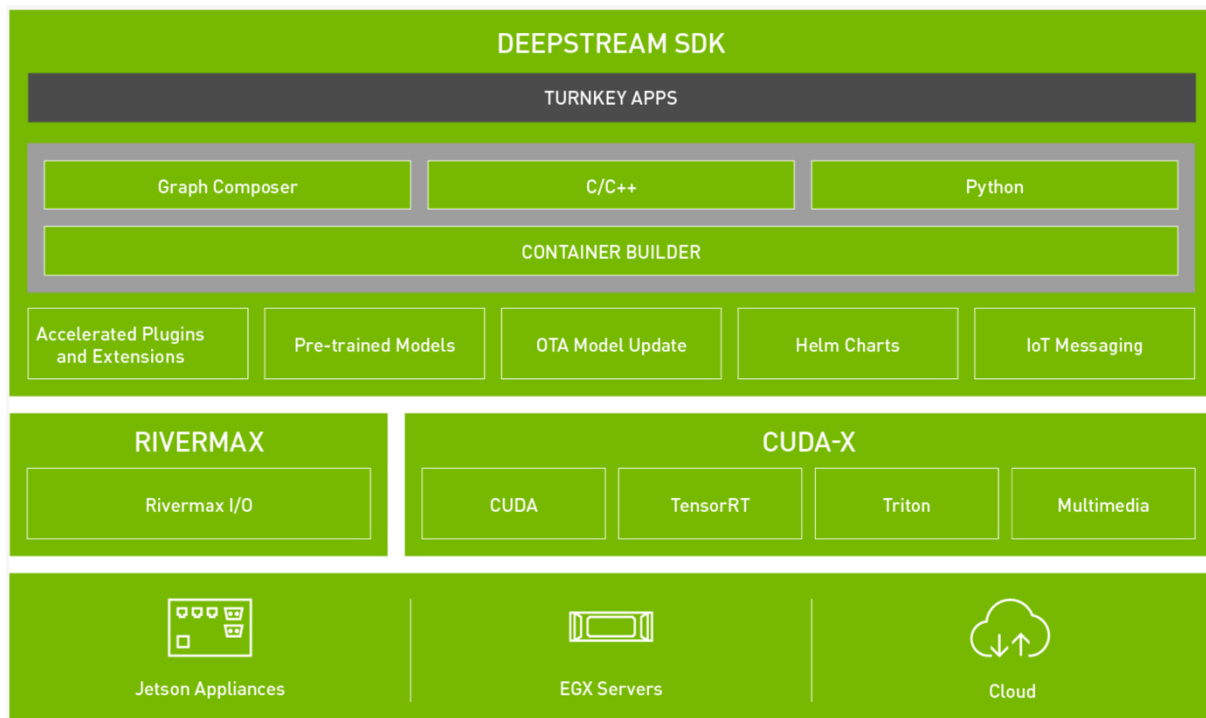 DEEPSTREAM SDK
TURNKEY APPS
Graph Composer
C/C++
Python
CONTAINER BUILDER
Accelerated Plugins
and Extensions
Pre-trained Models
OTA Model Update
Helm Charts
IoT Messaging
RIVERMAX
Rivermax I/O
CUDA-X
CUDA
TensorRT
Triton
Multimedia
Jetson Appliances
EGX Servers
Cloud